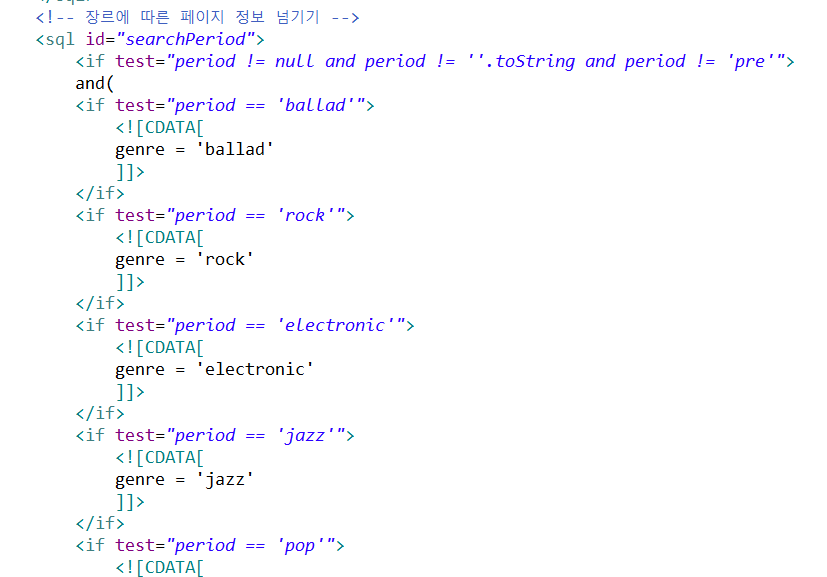 <!-- 장르에 따른 페이지 정보 넘기기 -->
<sql id="searchPeriod">
<if test="period != null and period != ''.toString and period != 'pre'">
and(
<if test="period == 'ballad'">
<![CDATA[
genre = 'ballad'
]]>
</if>
<if test="period == 'rock'">
<![CDATA[
genre = 'rock'
]]>
</if>
<if test="period == 'electronic'">
<![CDATA[
genre = 'electronic'
]]>
</if>
<if test="period == 'jazz'">
<![CDATA[
genre = 'jazz'
]]>
</if>
<if test="period == 'pop'">
<![CDATA[